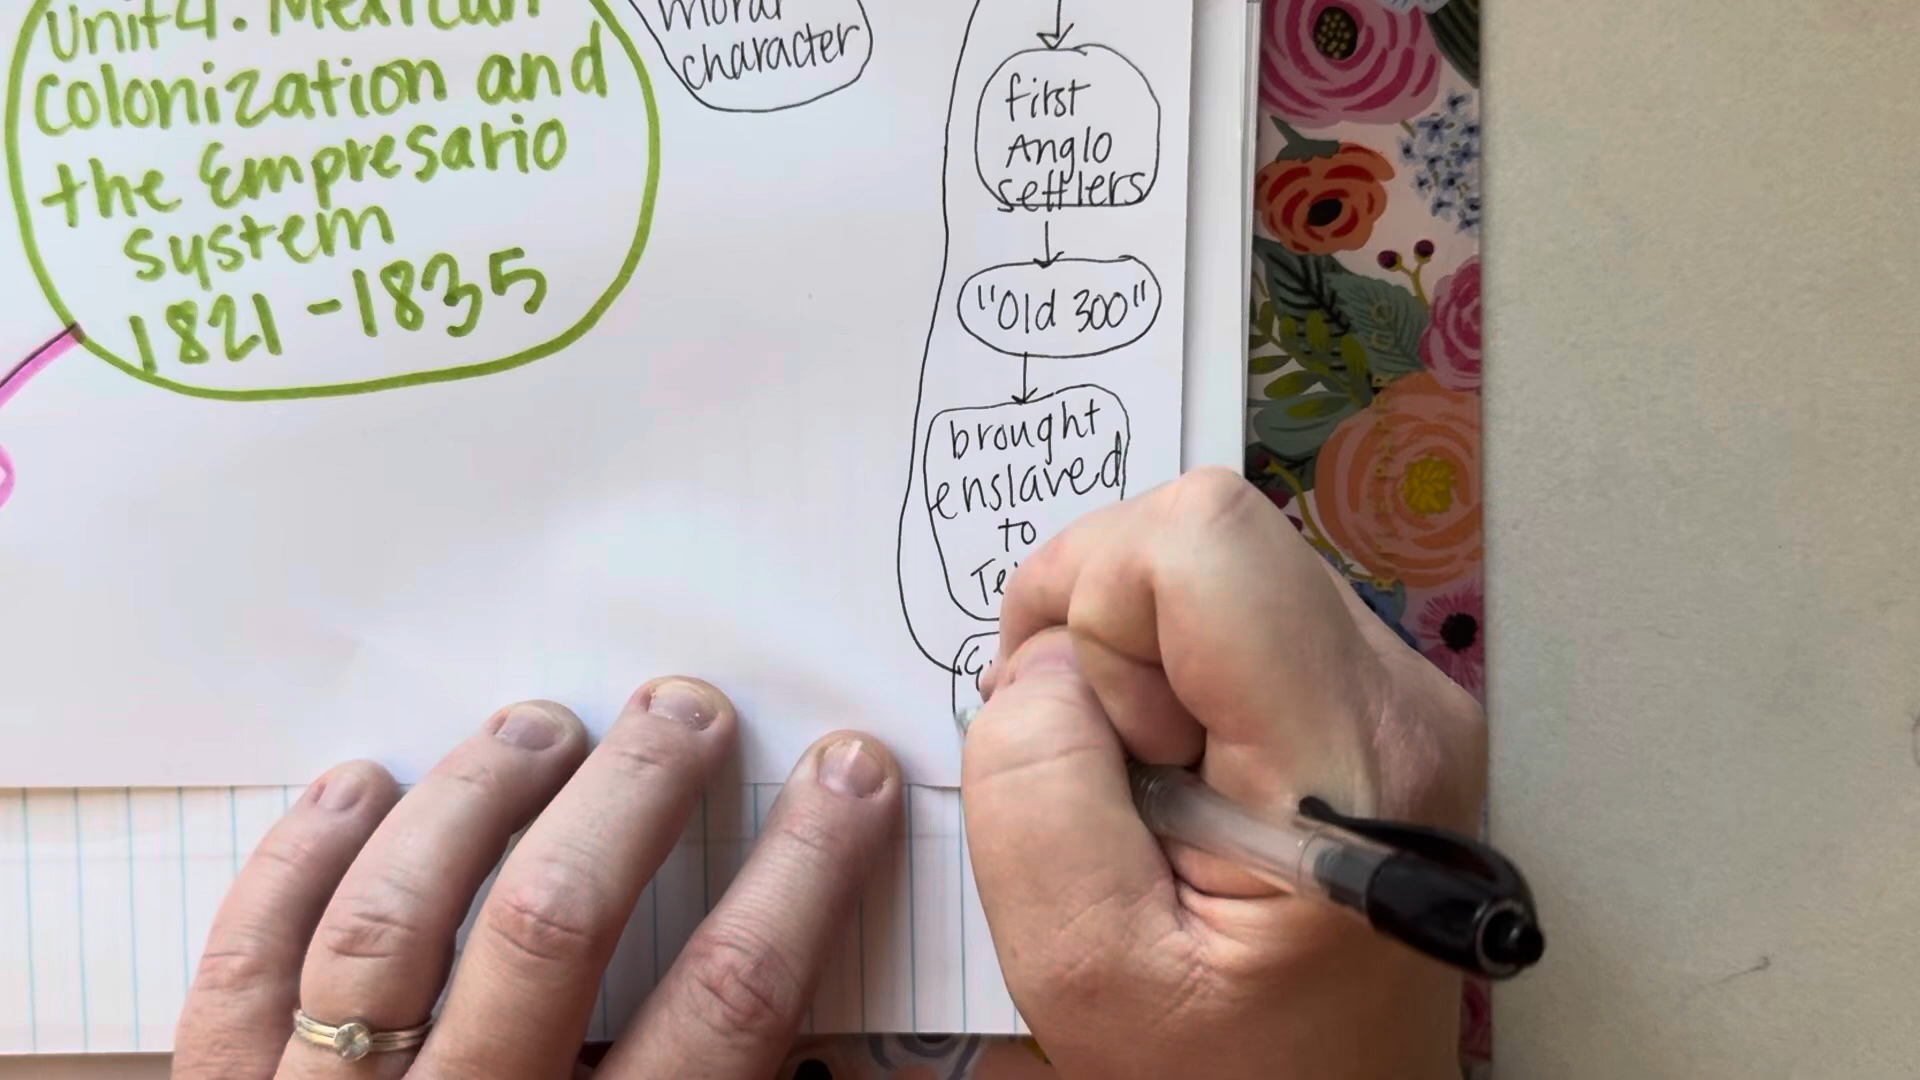 Unit 4: Mexican
Colonization and
the Empresario
system
1821-1835
moral
character
first
Anglo
settlers
"Old 300"
brought
enslaved
to